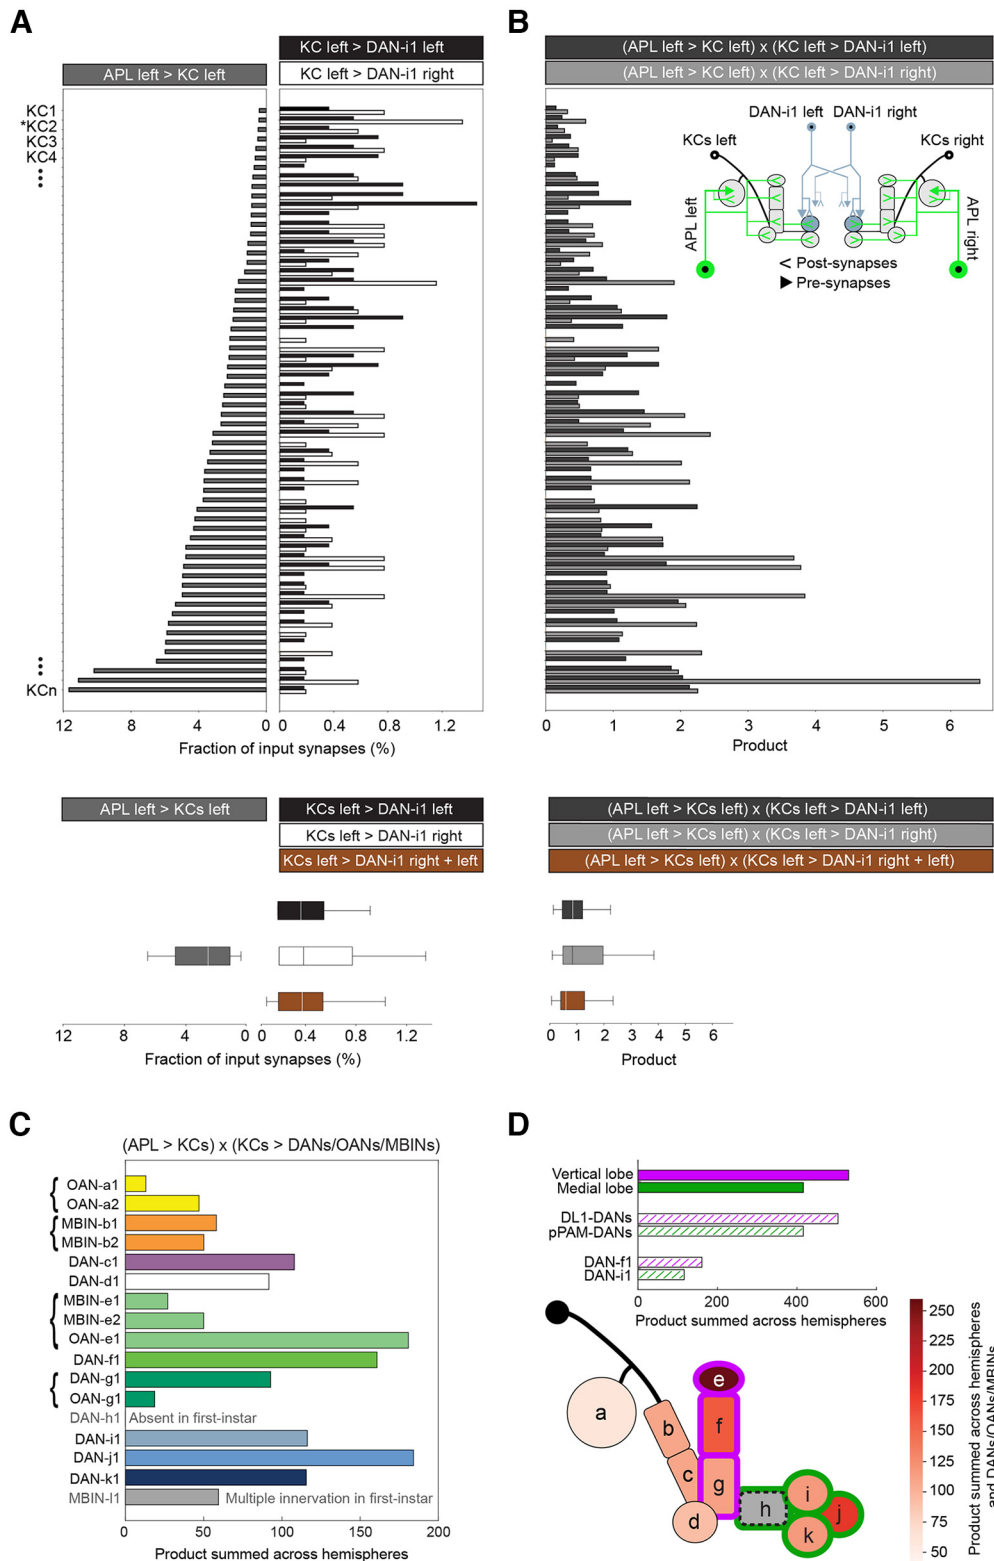 A
KC left > DAN-i1 left
APL left > KC left
KC left > DAN-i1 right
KC1
*KC2
KC3
KC4
KCn
12
8
4
0
0
0.4
0.8
1.2
Fraction of input synapses (%)
B
(APL left > KC left) x (KC left > DAN-i1 left)
(APL left > KC left) x (KC left > DAN-i1 right)
DAN-i1 left
DAN-i1 right
KCs left
KCs right
APL left
APL right
< Post-synapses
Pre-synapses
0
1
2
3
4
5
6
Product
APL left > KCs left
KCs left > DAN-i1 left
KCs left > DAN-i1 right
KCs left > DAN-i1 right + left
12
8
4
0
0
0.4
0.8
1.2
Fraction of input synapses (%)
(APL left > KCs left) x (KCs left > DAN-i1 left)
(APL left > KCs left) x (KCs left > DAN-i1 right)
(APL left > KCs left) x (KCs left > DAN-i1 right + left)
0
1
2
3
4
5
6
Product
C
(APL > KCs) x (KCs > DANs/OANs/MBINs)
OAN-a1
OAN-a2
MBIN-b1
MBIN-b2
DAN-c1
DAN-d1
MBIN-e1
MBIN-e2
OAN-e1
DAN-f1
DAN-g1
OAN-g1
DAN-h1 Absent in first-instar
DAN-i1
DAN-j1
DAN-k1
MBIN-l1 Multiple innervation in first-instar
0
50
100
150
200
Product summed across hemispheres
D
Vertical lobe
Medial lobe
DL1-DANs
pPAM-DANs
DAN-f1
DAN-i1
0
200
400
600
Product summed across hemispheres
a
b
c
d
e
f
g
h
i
j
k
250
225
200
175
150
125
100
75
50
Product summed across hemispheres
and DANs/OANs/MBINs